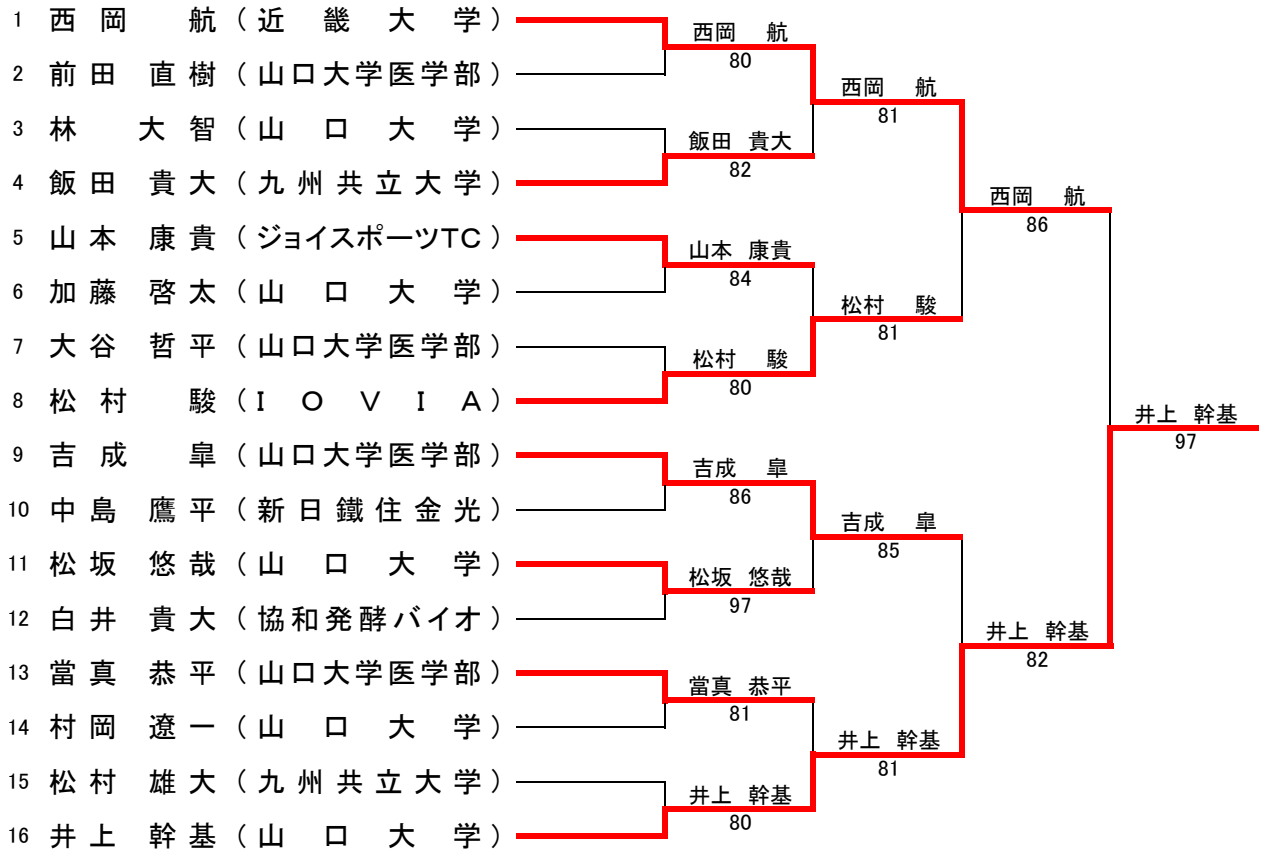 1 西岡 航（近畿大学）
2 前田 直樹（山口大学医学部）
3 林 大智（山口大学）
4 飯田 貴大（九州共立大学）
5 山本 康貴（ジョイスポーツTC）
6 加藤 啓太（山口大学）
7 大谷 哲平（山口大学医学部）
8 松村 駿（IOVIA）
9 吉成 皐（山口大学医学部）
10 中島 鷹平（新日鐵住金光）
11 松坂 悠哉（山口大学）
12 白井 貴大（協和発酵バイオ）
13 當真 恭平（山口大学医学部）
14 村岡 遼一（山口大学）
15 松村 雄大（九州共立大学）
16 井上 幹基（山口大学）
西岡 航
80
飯田 貴大
82
山本 康貴
84
松村 駿
80
吉成 皐
86
松坂 悠哉
97
當真 恭平
81
井上 幹基
80
西岡 航
81
松村 駿
81
吉成 皐
85
井上 幹基
81
西岡 航
86
井上 幹基
82
井上 幹基
97